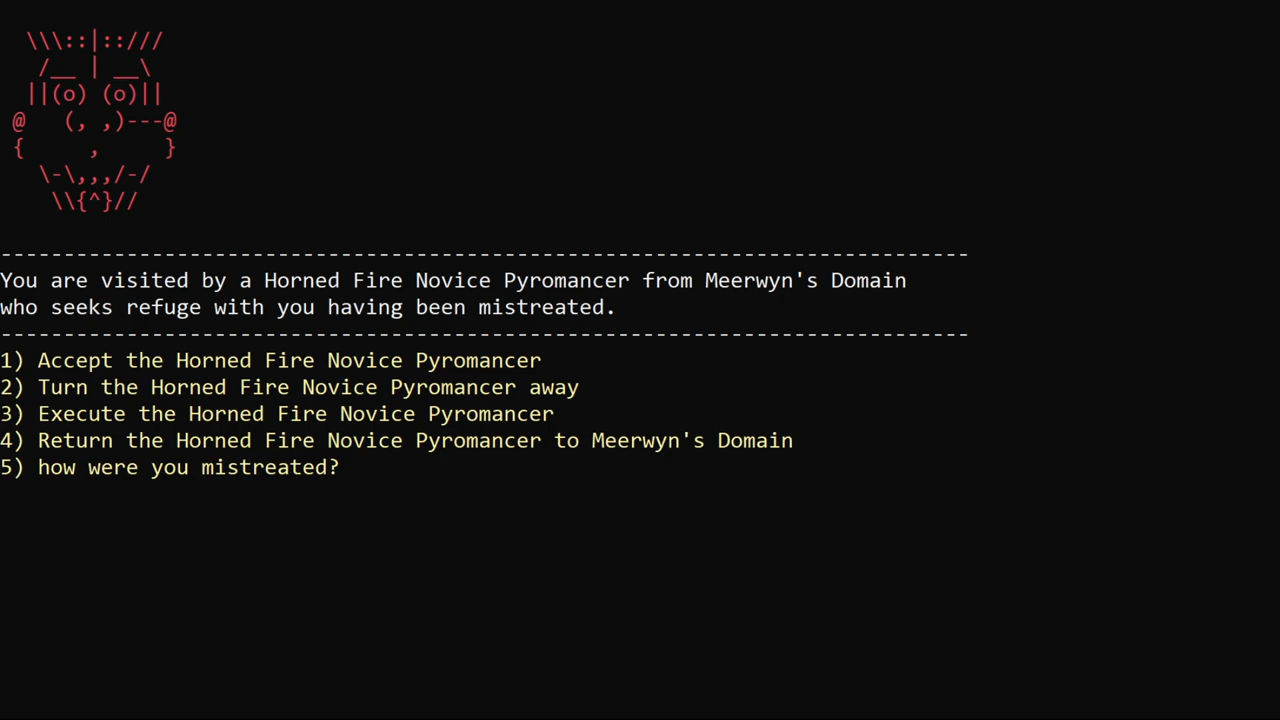 \\\::|::///
/__ | __\
||(o) (o)||
@   (, ,)---@
{     ,     }
\-\,,,/-/
\\{^}//
-----------------------------------------------------------------------------
You are visited by a Horned Fire Novice Pyromancer from Meerwyn's Domain
who seeks refuge with you having been mistreated.
-----------------------------------------------------------------------------
1) Accept the Horned Fire Novice Pyromancer
2) Turn the Horned Fire Novice Pyromancer away
3) Execute the Horned Fire Novice Pyromancer
4) Return the Horned Fire Novice Pyromancer to Meerwyn's Domain
5) how were you mistreated?